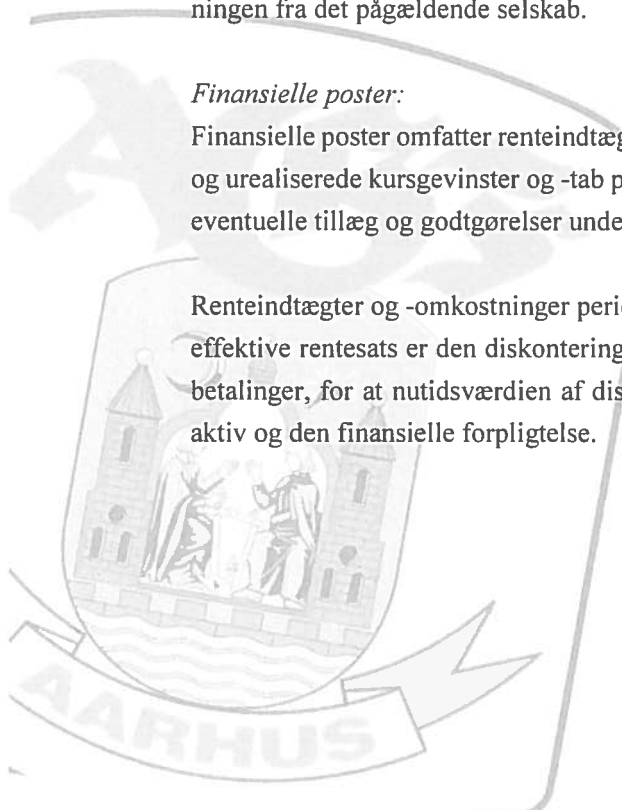 ningen fra det pågældende selskab.
Finansielle poster:
Finansielle poster omfatter renteindtæg
og urealiserede kursgevinster og -tab p
eventuelle tillæg og godtgørelser unde
Renteindtægter og -omkostninger peri
effektive rentesats er den diskontering
betalinger, for at nutidsværdien af dis
aktiv og den finansielle forpligtelse.
AGF
AARHUS